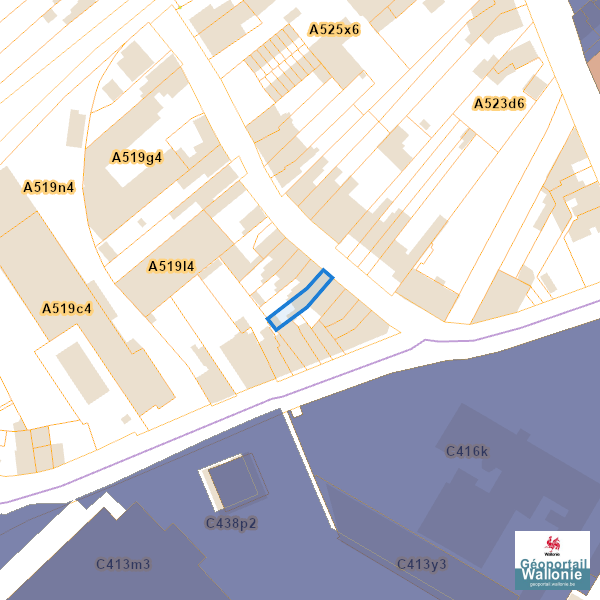 A525x6
A523d6
A519g4
A519n4
A519l4
A519c4
C416k
C438p2
C413m3
C413y3
Wallonie
Géoportail
Wallonie
geoportail.wallonie.be